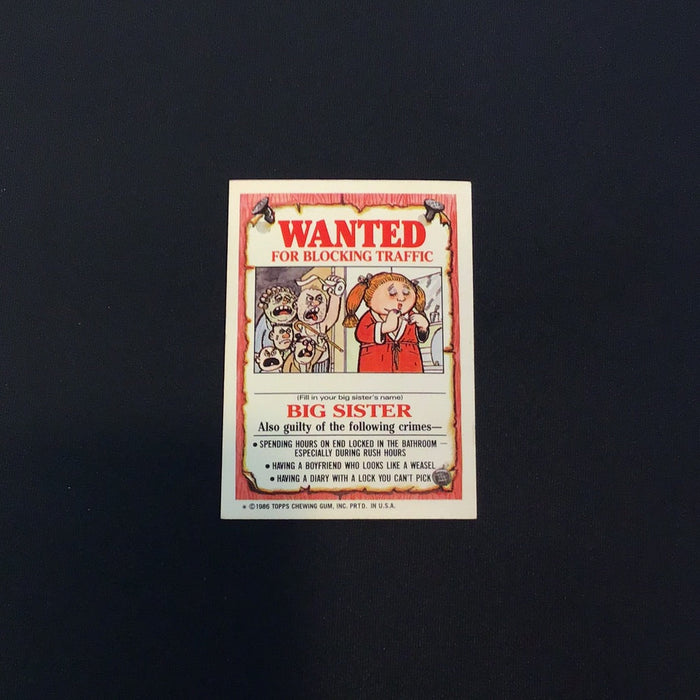 WANTED
FOR BLOCKING TRAFFIC
(Fill in your big sister's name)
BIG SISTER
Also guilty of the following crimes—
• SPENDING HOURS ON END LOCKED IN THE BATHROOM —
ESPECIALLY DURING RUSH HOURS
• HAVING A BOYFRIEND WHO LOOKS LIKE A WEASEL
• HAVING A DIARY WITH A LOCK YOU CAN'T PICK
* ©1986 TOPPS CHEWING GUM, INC. PRTD. IN U.S.A.